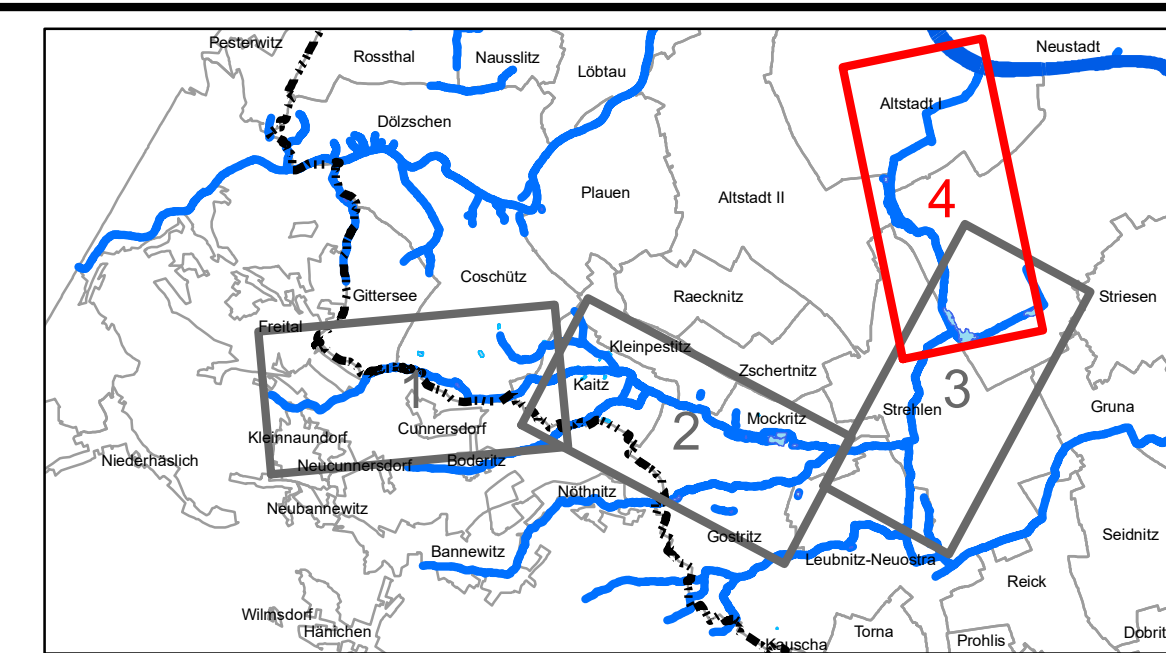 Pesterwitz
Rossthal
Nausslitz
Löbtau
Neustadt
Altstadt I
Dölzschen
Plauen
Altstadt II
4
Coschütz
Gittersee
Raecknitz
Striesen
Freital
Kleinpestitz
Zschertnitz
Kaitz
1
3
Strehlen
Gruna
Mockritz
Cunnersdorf
2
Kleinnaundorf
Niederhäslich
Neucunnersdorf
Boderitz
Nöthnitz
Neubannewitz
Gostritz
Seidnitz
Bannewitz
Leubnitz-Neuostra
Reick
Wilmsdorf
Hänichen
Torna
Prohlis
Dobrit
Kauscha